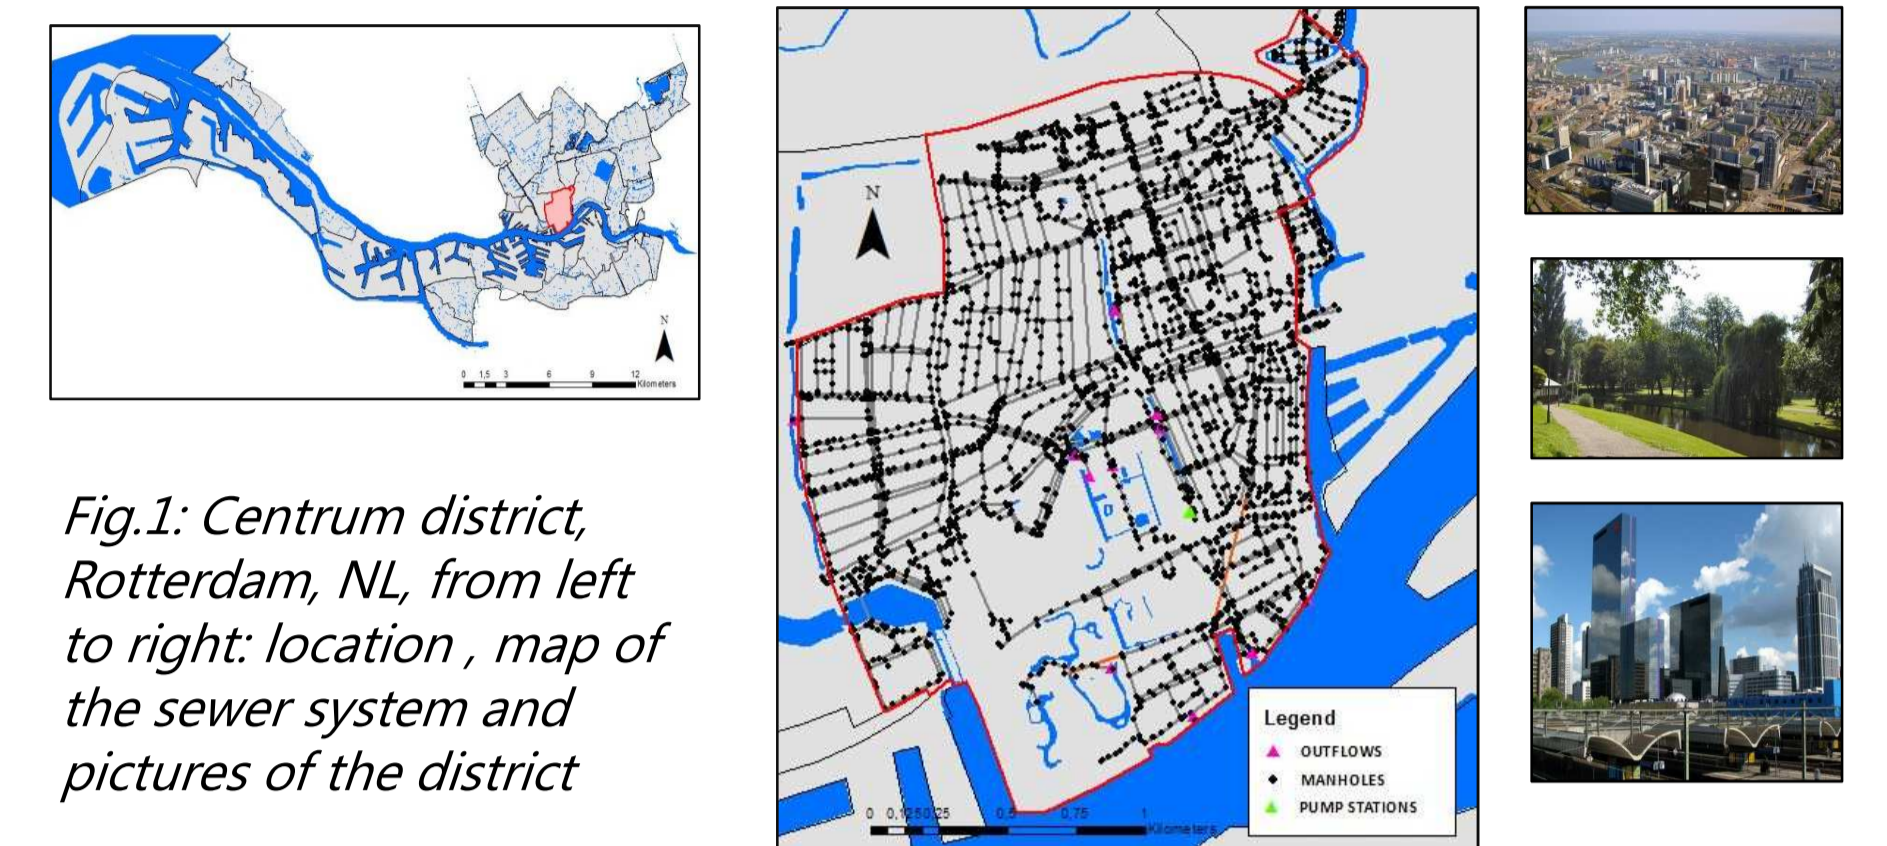 N
0 1,5 3 6 9 12
Kilometers
Fig.1: Centrum district,
Rotterdam, NL, from left
to right: location , map of
the sewer system and
pictures of the district
N
Legend
OUTFLOWS
MANHOLES
PUMP STATIONS
0 0,125 0,25 0,5 0,75 1
Kilometers